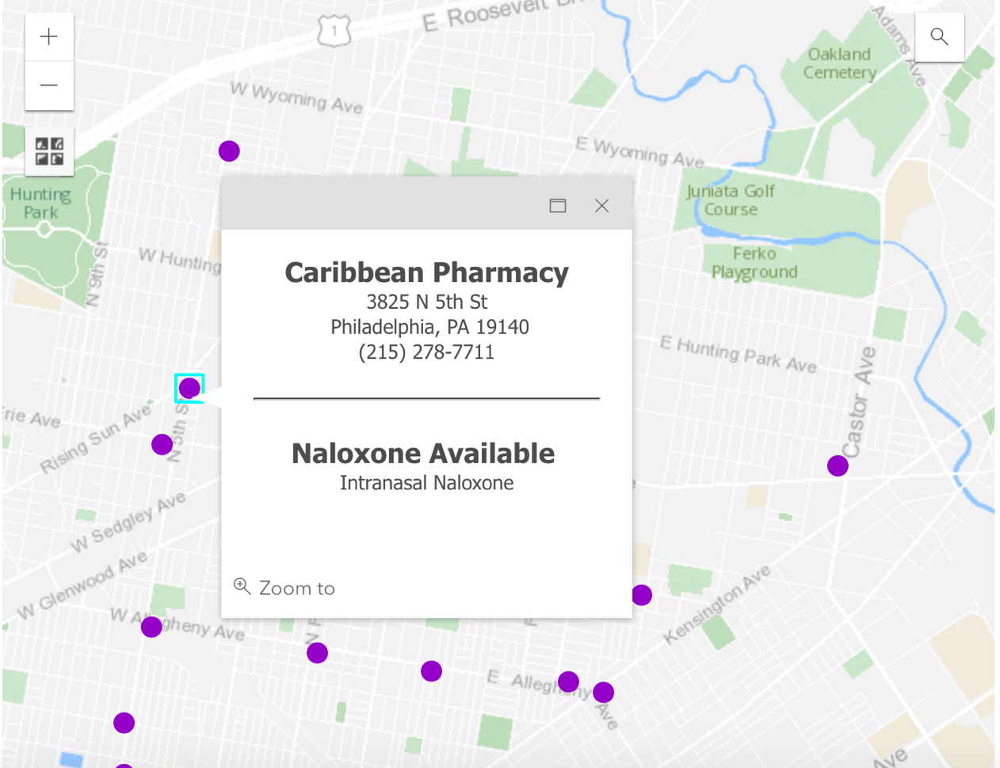 E Roosevelt
1
W Wyoming Ave
Oakland
Cemetery
Adams Ave
E Wyoming Ave
Hunting
Park
Juniata Golf
Course
Ferko
Playground
N 9th St
W Hunting
Caribbean Pharmacy
3825 N 5th St
Philadelphia, PA 19140
(215) 278-7711
E Hunting Park Ave
Castor Ave
Rising Sun Ave
N 5th St
Naloxone Available
Intranasal Naloxone
W Sedgley Ave
W Glenwood Ave
Zoom to
Kensington Ave
W Allegheny Ave
E Allegheny Ave
Ave